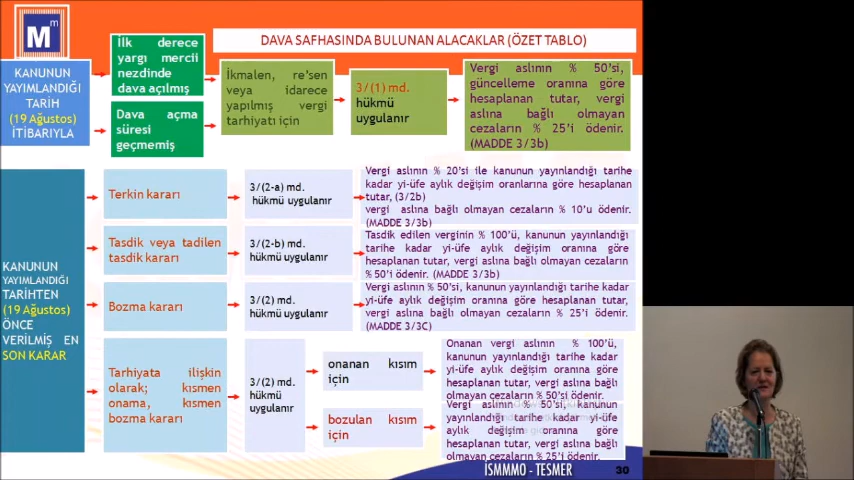 M m
DAVA SAFHASINDA BULUNAN ALACAKLAR (ÖZET TABLO)
KANUNUN
YAYIMLANDIĞI
TARİH
(19 Ağustos)
İTİBARIYLA
İlk derece
yargı mercii
nezdinde
dava açılmış
Dava açma
süresi
geçmemiş
İkmalen, re'sen
veya idarece
yapılmış vergi
tarhiyatı için
3/(1) md.
hükmü
uygulanır
Vergi aslının % 50'si,
güncelleme oranına göre
hesaplanan tutar, vergi
aslına bağlı olmayan
cezaların % 25'i ödenir.
(MADDE 3/3b)
KANUNUN
YAYIMLANDIĞI
TARİHTEN
(19 Ağustos)
ÖNCE
VERİLMİŞ EN
SON KARAR
Terkin kararı
3/(2-a) md.
hükmü uygulanır
Vergi aslının % 20'si ile kanunun yayınlandığı tarihe
kadar yi-üfe aylık değişim oranlarına göre hesaplanan
tutar, (3/2b)
vergi aslına bağlı olmayan cezaların % 10'u ödenir.
(MADDE 3/3b)
Tasdik veya tadilen
tasdik kararı
3/(2-b) md.
hükmü uygulanır
Tasdik edilen verginin % 100'ü, kanunun yayınlandığı
tarihe kadar yi-üfe aylık değişim oranına göre
hesaplanan tutar, vergi aslına bağlı olmayan cezaların
%50'i ödenir. (MADDE 3/3b)
Bozma kararı
3/(2) md.
hükmü uygulanır
Vergi aslının % 50'si, kanunun yayınlandığı tarihe kadar
yi-üfe aylık değişim oranına göre hesaplanan tutar,
vergi aslına bağlı olmayan cezaların % 25'i ödenir.
(MADDE 3/3C)
Tarhiyata ilişkin
olarak; kısmen
onama, kısmen
bozma kararı
3/(2) md.
hükmü
uygulanır
onanan kısım
için
Onanan vergi aslının % 100'ü,
kanunun yayınlandığı tarihe kadar
yi-üfe aylık değişim oranına göre
hesaplanan tutar, vergi aslına bağlı
olmayan cezaların % 50'si ödenir.
bozulan kısım
için
Vergi aslının % 50'si, kanunun
yayınlandığı tarihe kadar yi-üfe
aylık değişim oranına göre
hesaplanan tutar, vergi aslına bağlı
olmayan cezaların % 25'i ödenir.
İSMMMO - TESMER
30